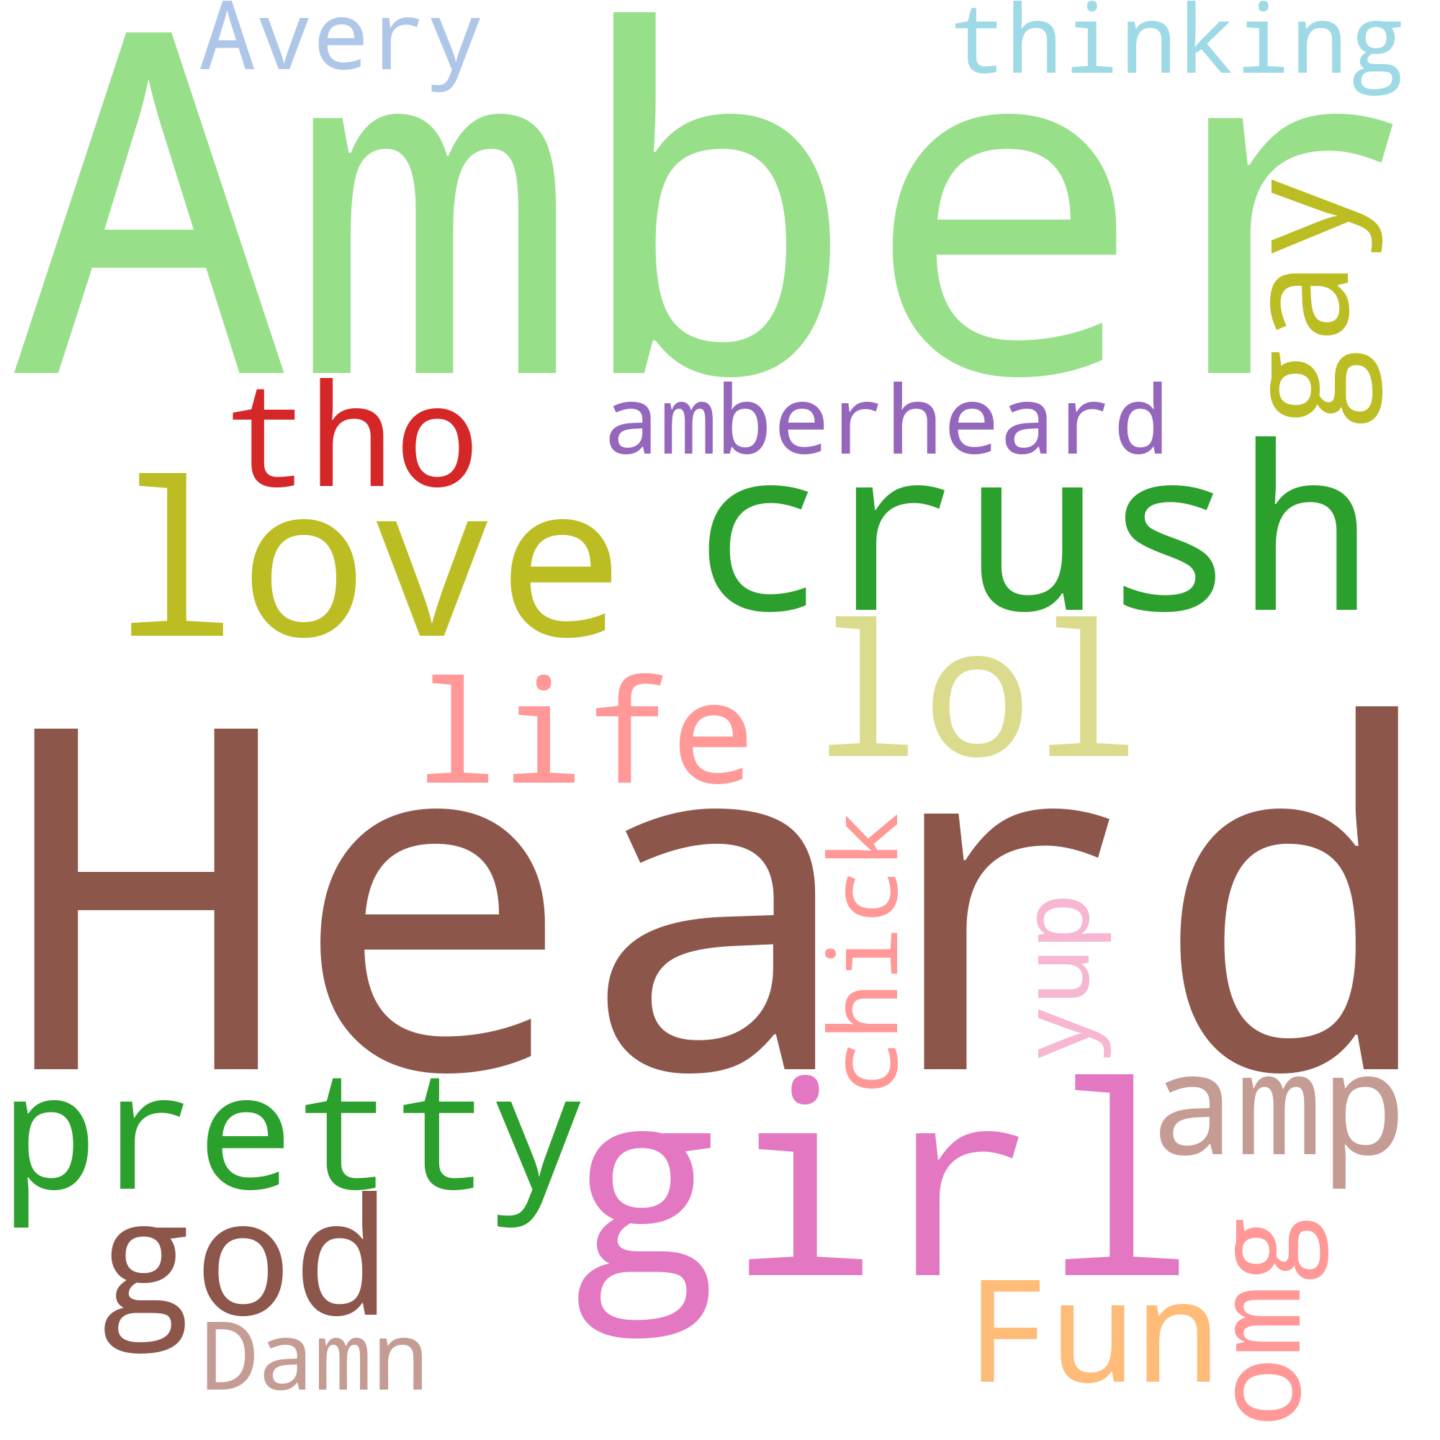 Avery
thinking
Amber
gay
tho
amberheard
love
crush
lol
life
Heard
chick
yup
pretty
girl
amp
god
omg
Fun
Damn